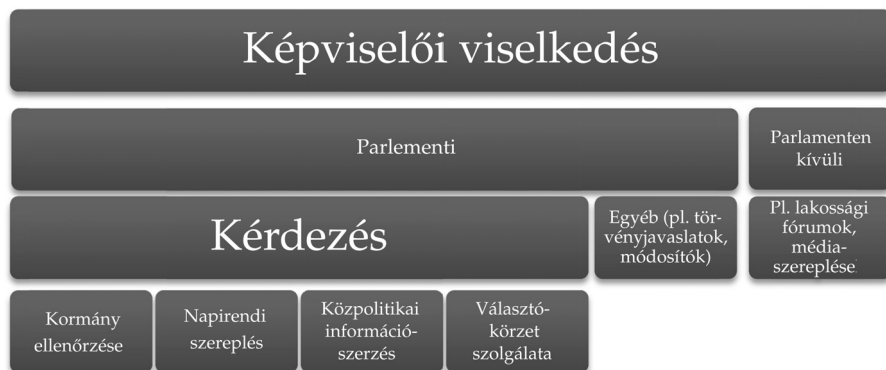 Képviselői viselkedés
Parlementi
Parlamenten
kívüli
Kérdezés
Egyéb (pl. tör-
vényjavaslatok,
módosítók)
Pl. lakossági
fórumok,
média-
szereplése
Kormány
ellenőrzése
Napirendi
szereplés
Közpolitikai
információ-
szerzés
Választó-
körzet
szolgálata